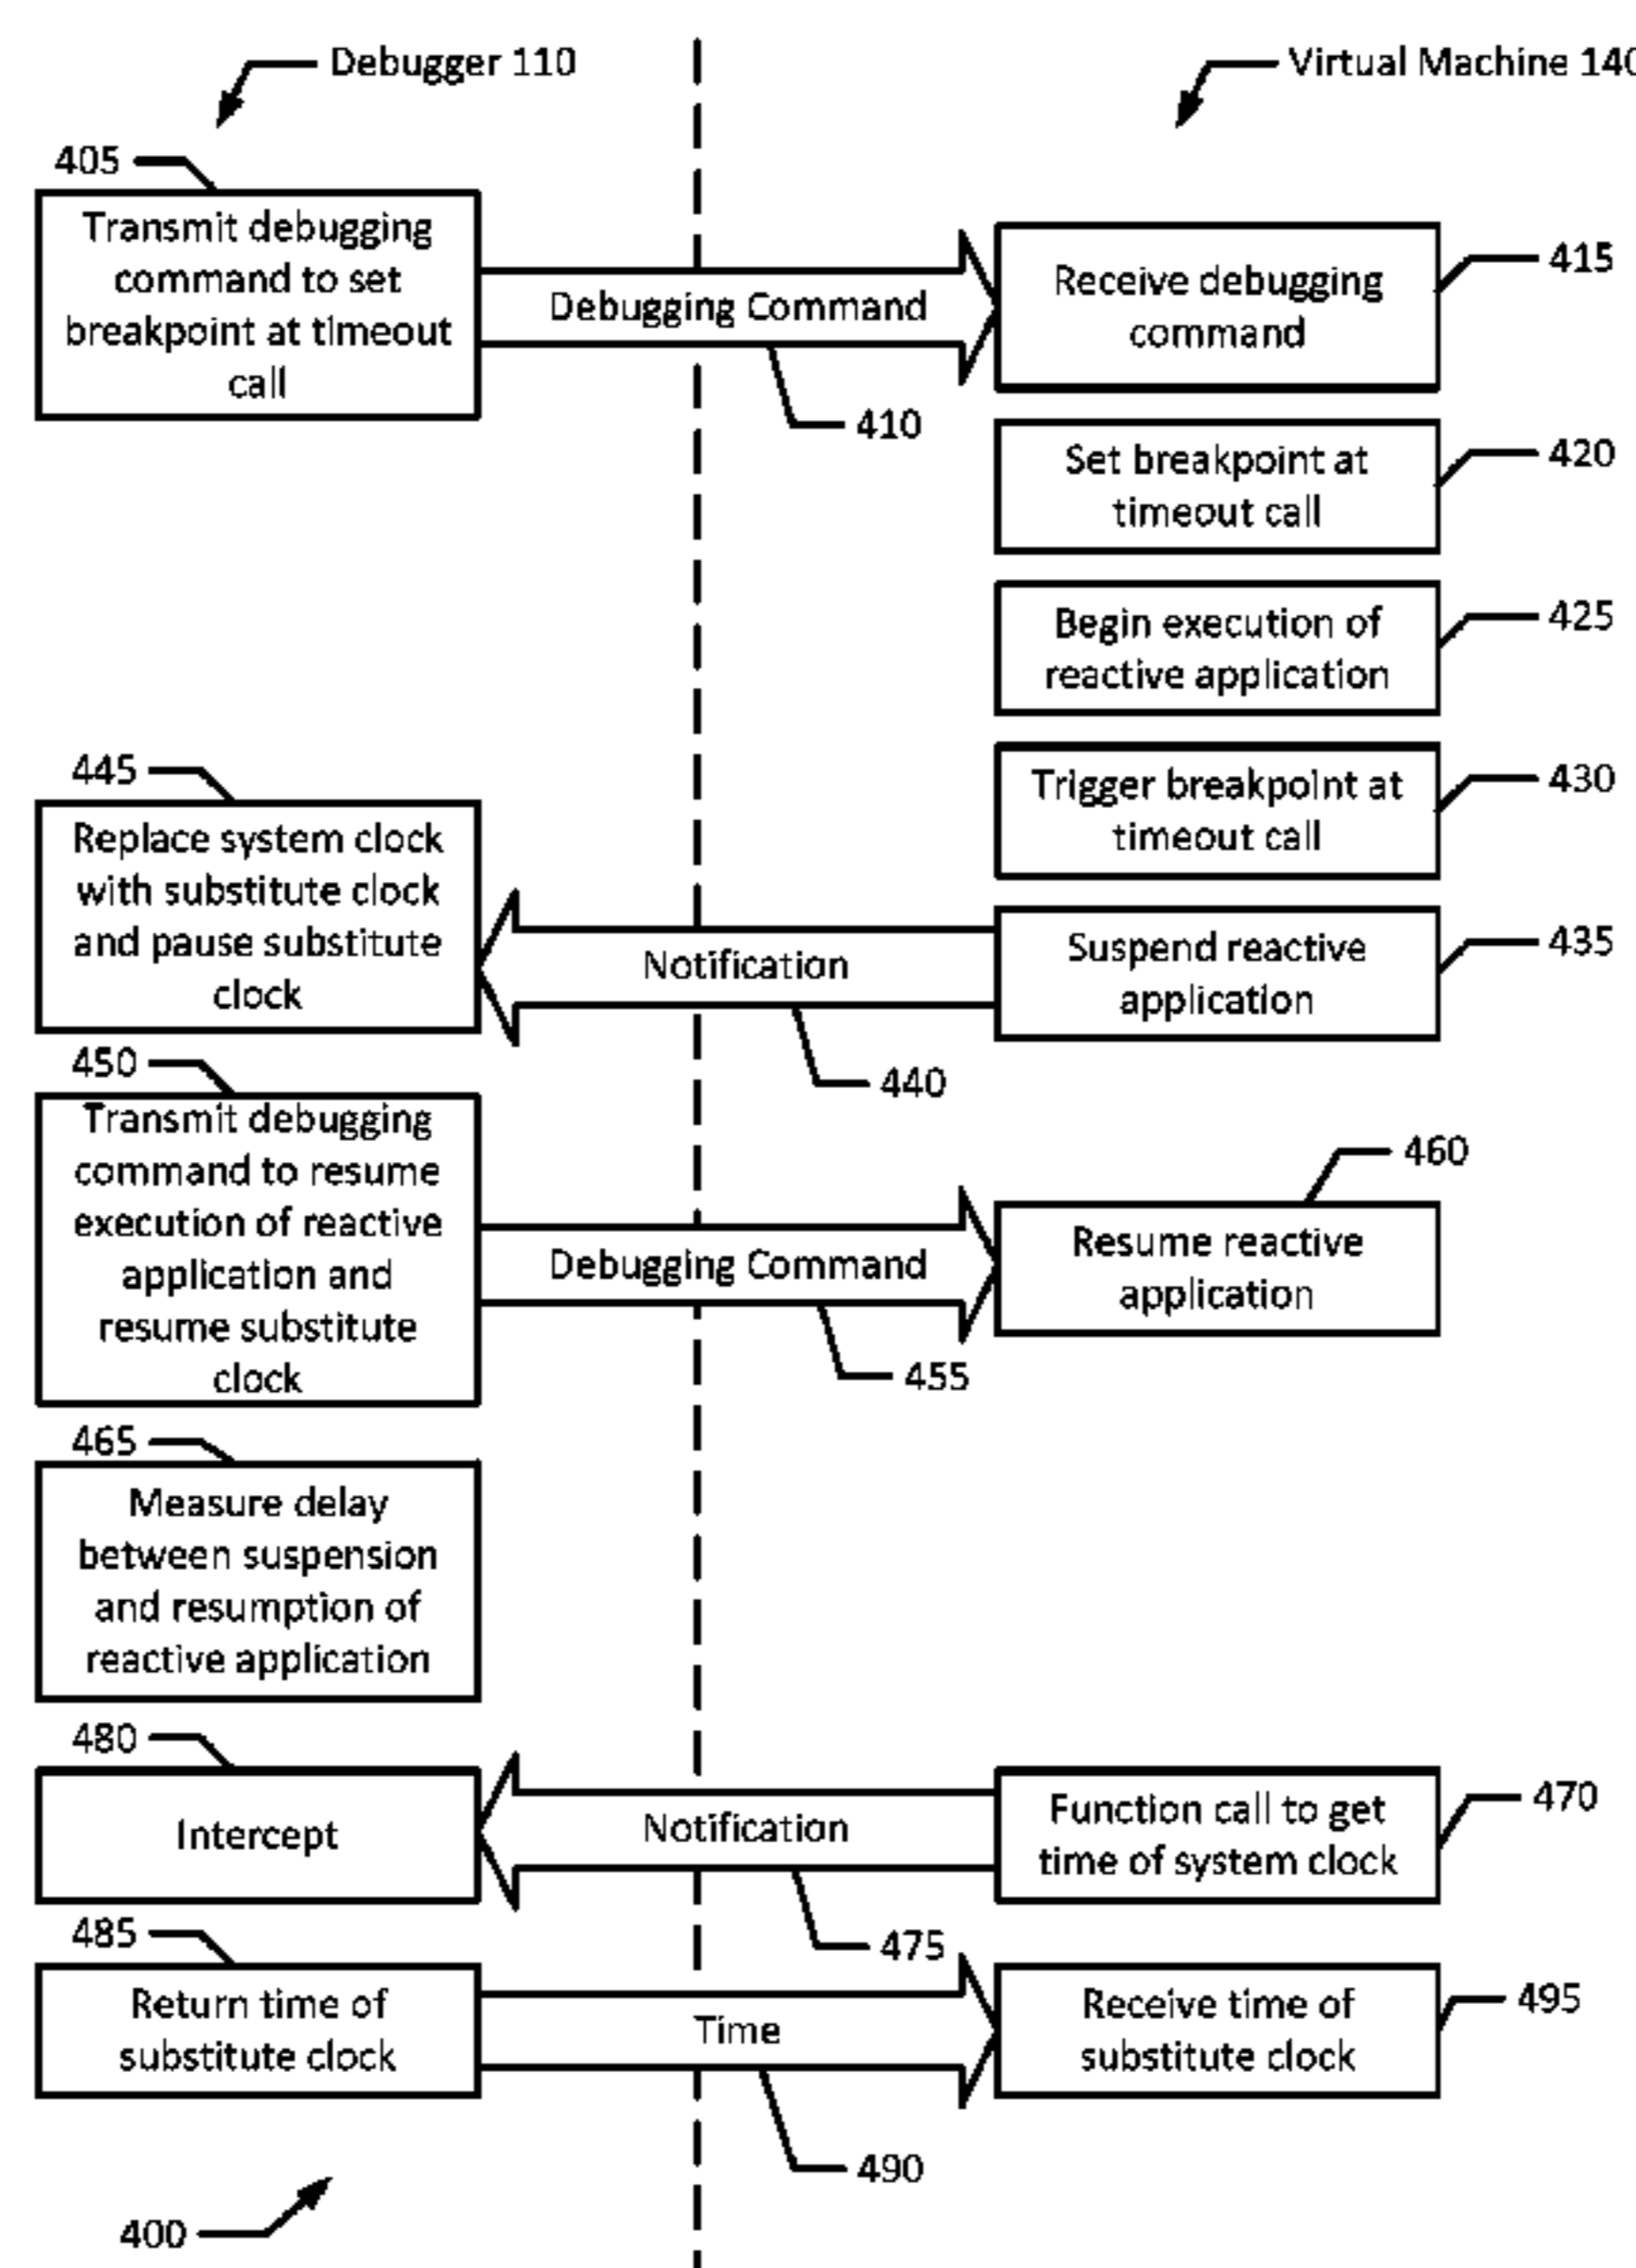 Debugger 110
Virtual Machine 140
405
Transmit debugging
command to set
breakpoint at timeout
call
Debugging Command
410
Receive debugging
command
415
Set breakpoint at
timeout call
420
Begin execution of
reactive application
425
Trigger breakpoint at
timeout call
430
445
Replace system clock
with substitute clock
and pause substitute
clock
Notification
440
Suspend reactive
application
435
450
Transmit debugging
command to resume
execution of reactive
application and
resume substitute
clock
Debugging Command
455
460
Resume reactive
application
465
Measure delay
between suspension
and resumption of
reactive application
480
Intercept
Notification
475
Function call to get
time of system clock
470
485
Return time of
substitute clock
Time
490
Receive time of
substitute clock
495
400